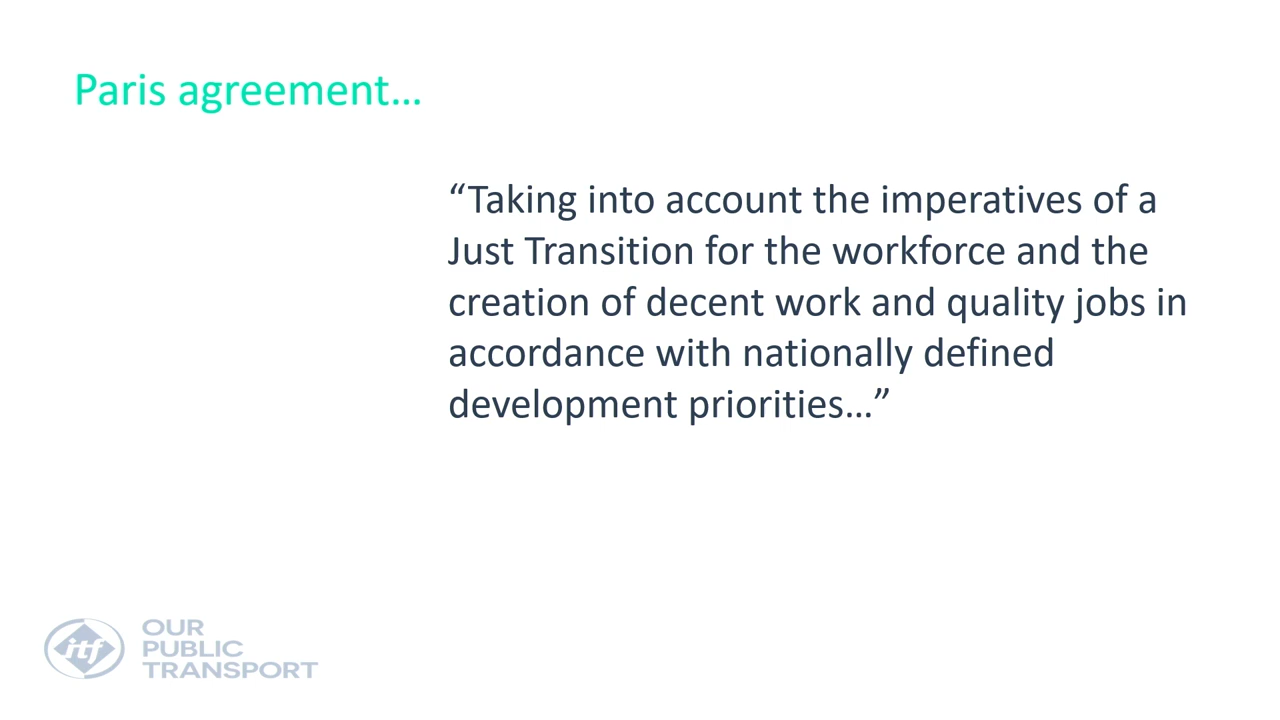 Paris agreement…
“Taking into account the imperatives of a
Just Transition for the workforce and the
creation of decent work and quality jobs in
accordance with nationally defined
development priorities…”
itf
OUR
PUBLIC
TRANSPORT